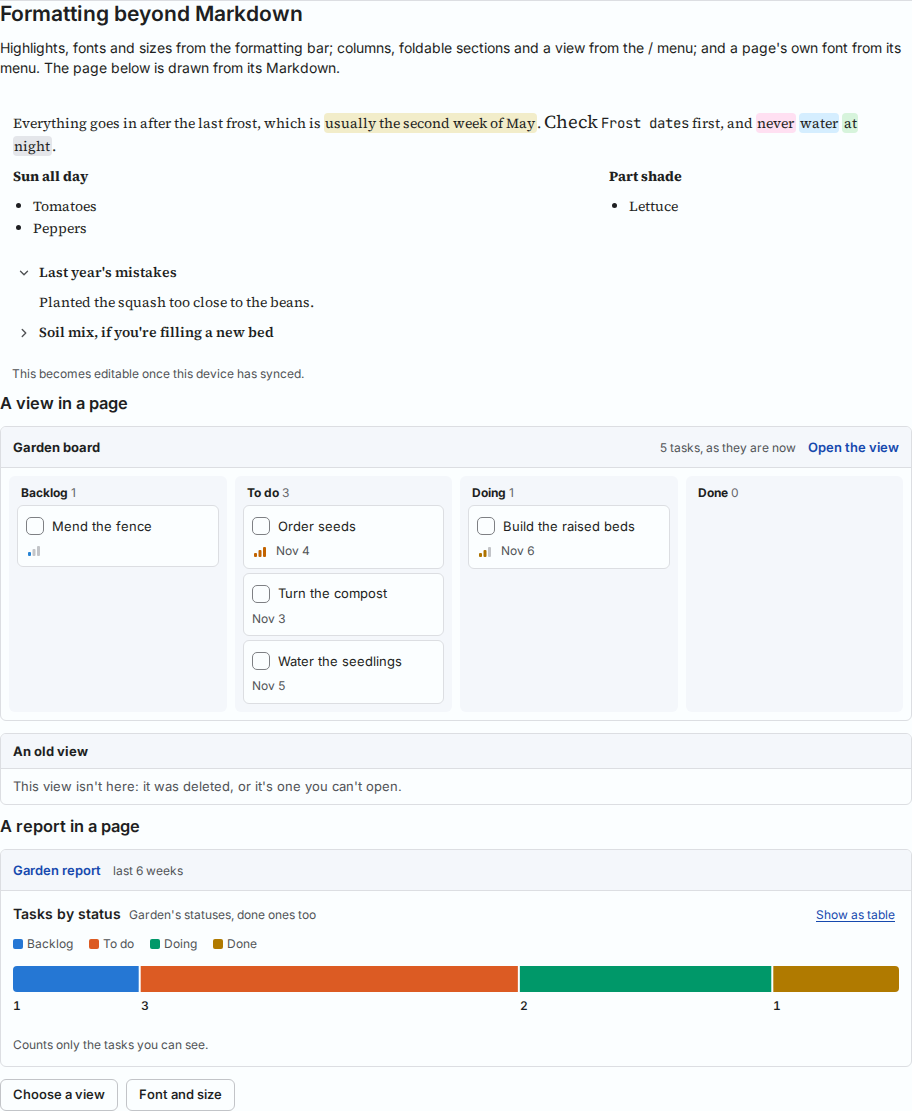 Formatting beyond Markdown
Highlights, fonts and sizes from the formatting bar; columns, foldable sections and a view from the / menu; and a page's own font from its
menu. The page below is drawn from its Markdown.
Everything goes in after the last frost, which is usually the second week of May. Check Frost dates first, and never water at
night.
Sun all day
Tomatoes
Peppers
Part shade
Lettuce
Last year's mistakes
Planted the squash too close to the beans.
Soil mix, if you're filling a new bed
This becomes editable once this device has synced.
A view in a page
Garden board
5 tasks, as they are now Open the view
Backlog 1
Mend the fence
To do 3
Order seeds
Nov 4
Turn the compost
Nov 3
Water the seedlings
Nov 5
Doing 1
Build the raised beds
Nov 6
Done 0
An old view
This view isn't here: it was deleted, or it's one you can't open.
A report in a page
Garden report last 6 weeks
Tasks by status Garden's statuses, done ones too
Show as table
Backlog To do Doing Done
1 3 2 1
Counts only the tasks you can see.
Choose a view Font and size